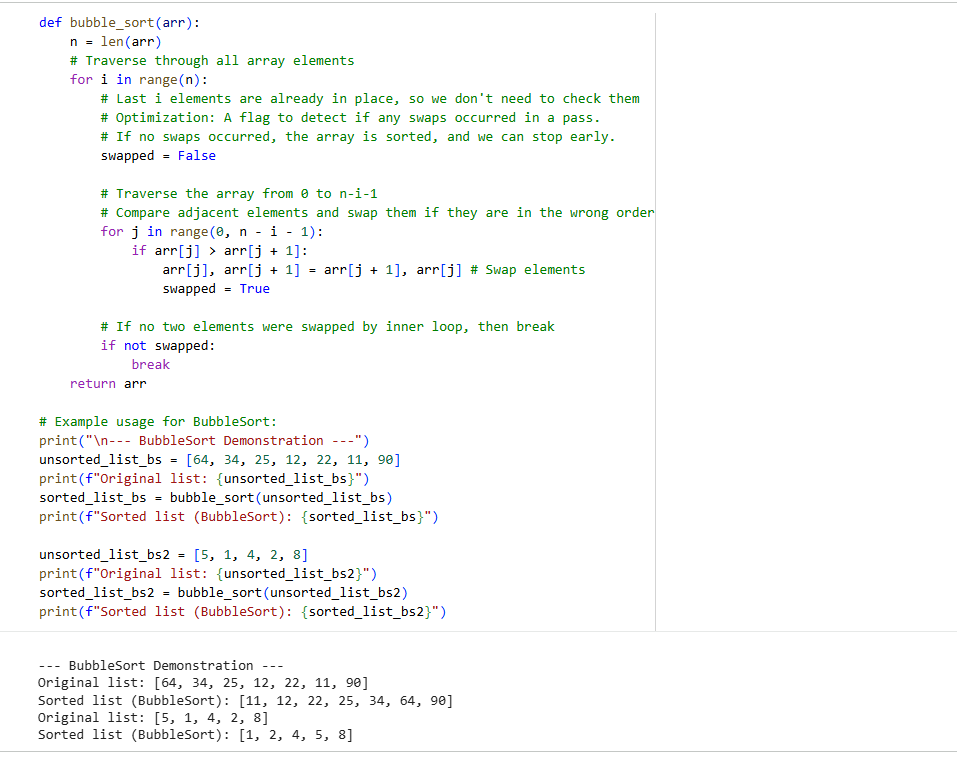 def bubble_sort(arr):
    n = len(arr)
    # Traverse through all array elements
    for i in range(n):
        # Last i elements are already in place, so we don't need to check them
        # Optimization: A flag to detect if any swaps occurred in a pass.
        # If no swaps occurred, the array is sorted, and we can stop early.
        swapped = False

        # Traverse the array from 0 to n-i-1
        # Compare adjacent elements and swap them if they are in the wrong order
        for j in range(0, n - i - 1):
            if arr[j] > arr[j + 1]:
                arr[j], arr[j + 1] = arr[j + 1], arr[j] # Swap elements
                swapped = True

        # If no two elements were swapped by inner loop, then break
        if not swapped:
            break
    return arr

# Example usage for BubbleSort:
print("\n--- BubbleSort Demonstration ---")
unsorted_list_bs = [64, 34, 25, 12, 22, 11, 90]
print(f"Original list: {unsorted_list_bs}")
sorted_list_bs = bubble_sort(unsorted_list_bs)
print(f"Sorted list (BubbleSort): {sorted_list_bs}")

unsorted_list_bs2 = [5, 1, 4, 2, 8]
print(f"Original list: {unsorted_list_bs2}")
sorted_list_bs2 = bubble_sort(unsorted_list_bs2)
print(f"Sorted list (BubbleSort): {sorted_list_bs2}")

--- BubbleSort Demonstration ---
Original list: [64, 34, 25, 12, 22, 11, 90]
Sorted list (BubbleSort): [11, 12, 22, 25, 34, 64, 90]
Original list: [5, 1, 4, 2, 8]
Sorted list (BubbleSort): [1, 2, 4, 5, 8]